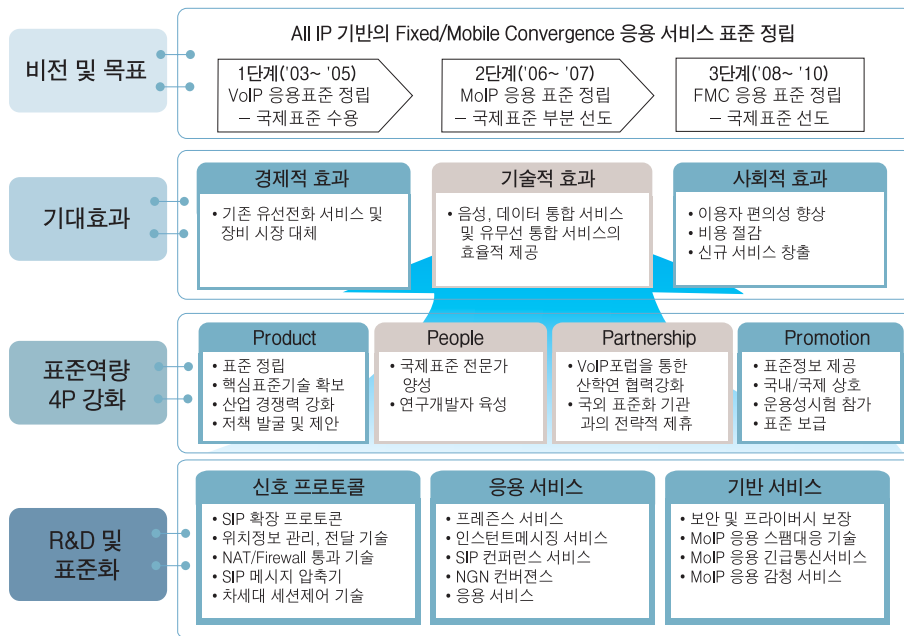 비전 및 목표
All IP 기반의 Fixed/Mobile Convergence 응용 서비스 표준 정립
1단계('03~ '05)
VoIP 응용표준 정립
– 국제표준 수용
2단계('06~ '07)
MoIP 응용 표준 정립
– 국제표준 부분 선도
3단계('08~ '10)
FMC 응용 표준 정립
– 국제표준 선도
기대효과
경제적 효과
• 기존 유선전화 서비스 및
장비 시장 대체
기술적 효과
• 음성, 데이터 통합 서비스
및 유무선 통합 서비스의
효율적 제공
사회적 효과
• 이용자 편의성 향상
• 비용 절감
• 신규 서비스 창출
표준역량
4P 강화
Product
• 표준 정립
• 핵심표준기술 확보
• 산업 경쟁력 강화
• 저책 발굴 및 제안
People
• 국제표준 전문가
양성
• 연구개발자 육성
Partnership
• VoIP포럼을 통한
산학연 협력강화
• 국외 표준화 기관
과의 전략적 제휴
Promotion
• 표준정보 제공
• 국내/국제 상호
• 운용성시험 참가
• 표준 보급
R&D 및
표준화
신호 프로토콜
• SIP 확장 프로토콘
• 위치정보 관리, 전달 기술
• NAT/Firewall 통과 기술
• SIP 메시지 압축기
• 차세대 세션제어 기술
응용 서비스
• 프레즌스 서비스
• 인스턴트메시징 서비스
• SIP 컨퍼런스 서비스
• NGN 컨버젼스
• 응용 서비스
기반 서비스
• 보안 및 프라이버시 보장
• MoIP 응용 스팸대응 기술
• MoIP 응용 긴급통신서비스
• MoIP 응용 감청 서비스